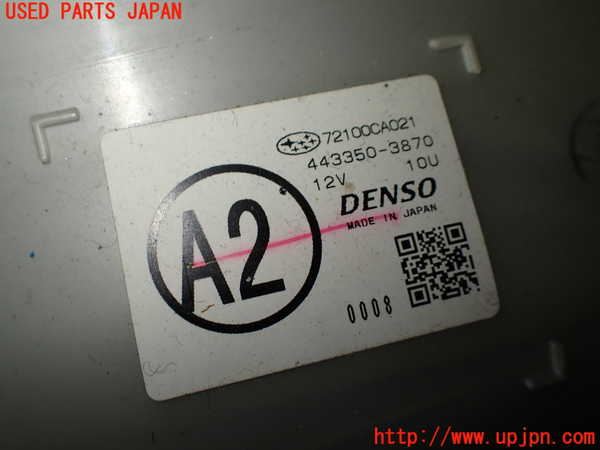 USED PARTS JAPAN
72100CA021
443350-3870
12V 10U
DENSO
MADE IN JAPAN
A2
0008
http://www.upjpn.com/